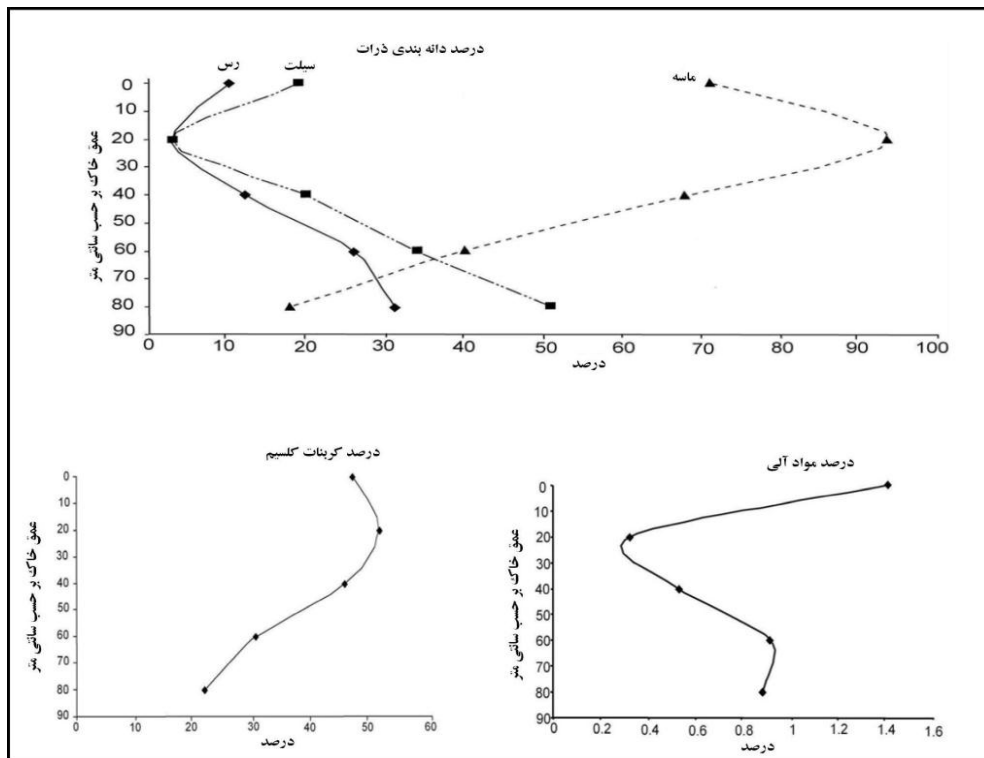 درصد دانه بندی ذرات
رس
سیلت
ماسه
عمق خاک بر حسب سانتی متر
0
10
20
30
40
50
60
70
80
90
0 10 20 30 40 50 60 70 80 90 100
درصد
درصد کربنات کلسیم
عمق خاک بر حسب سانتی متر
0
10
20
30
40
50
60
70
80
90
0 20 30 40 50 60
درصد
درصد مواد آلی
عمق خاک بر حسب سانتی متر
0
10
20
30
40
50
60
70
80
90
0 0.2 0.4 0.6 0.8 1 1.2 1.4 1.6
درصد